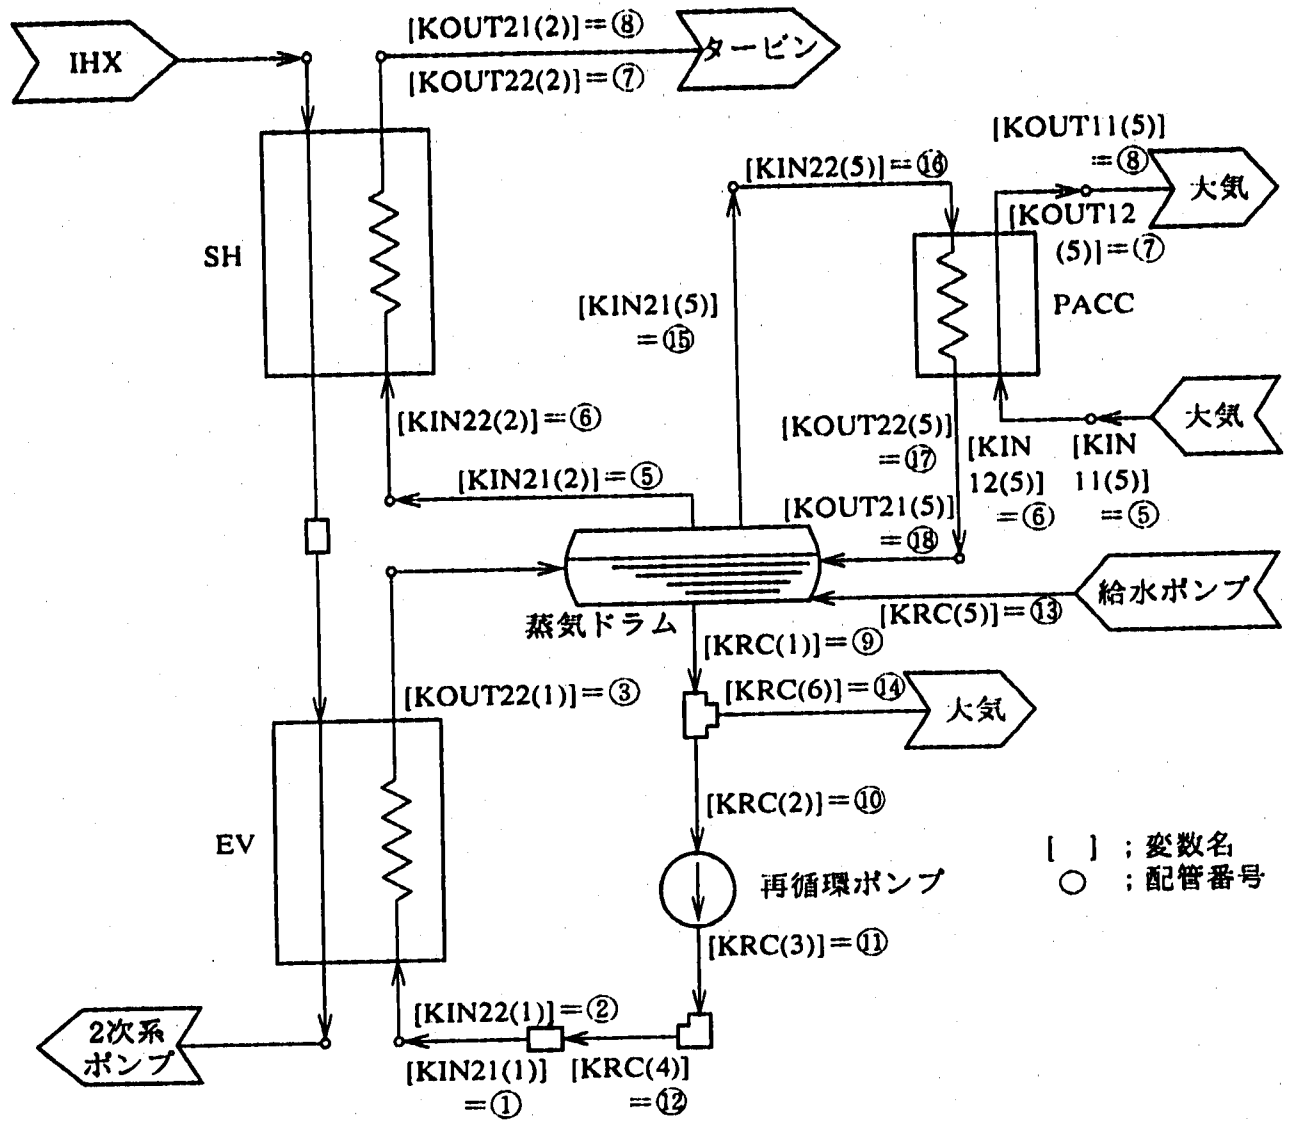 IHX
[KOUT21(2)]=⑧
[KOUT22(2)]=⑦
タービン
[KOUT11(5)]
=⑧
大気
[KIN22(5)]=⑯
[KOUT12
(5)]=⑦
SH
PACC
[KIN21(5)]
=⑮
[KIN22(2)]=⑥
[KOUT22(5)]
=⑰
[KIN
12(5)]
=⑥
[KIN
11(5)]
=⑤
大気
[KIN21(2)]=⑤
[KOUT21(5)]
=⑱
給水ポンプ
[KRC(5)]=⑬
蒸気ドラム
[KRC(1)]=⑨
[KOUT22(1)]=③
[KRC(6)]=⑭
大気
[KRC(2)]=⑩
EV
再循環ポンプ
[ ];変数名
○;配管番号
[KRC(3)]=⑪
[KIN22(1)]=②
2次系
ポンプ
[KIN21(1)]
=①
[KRC(4)]
=⑫